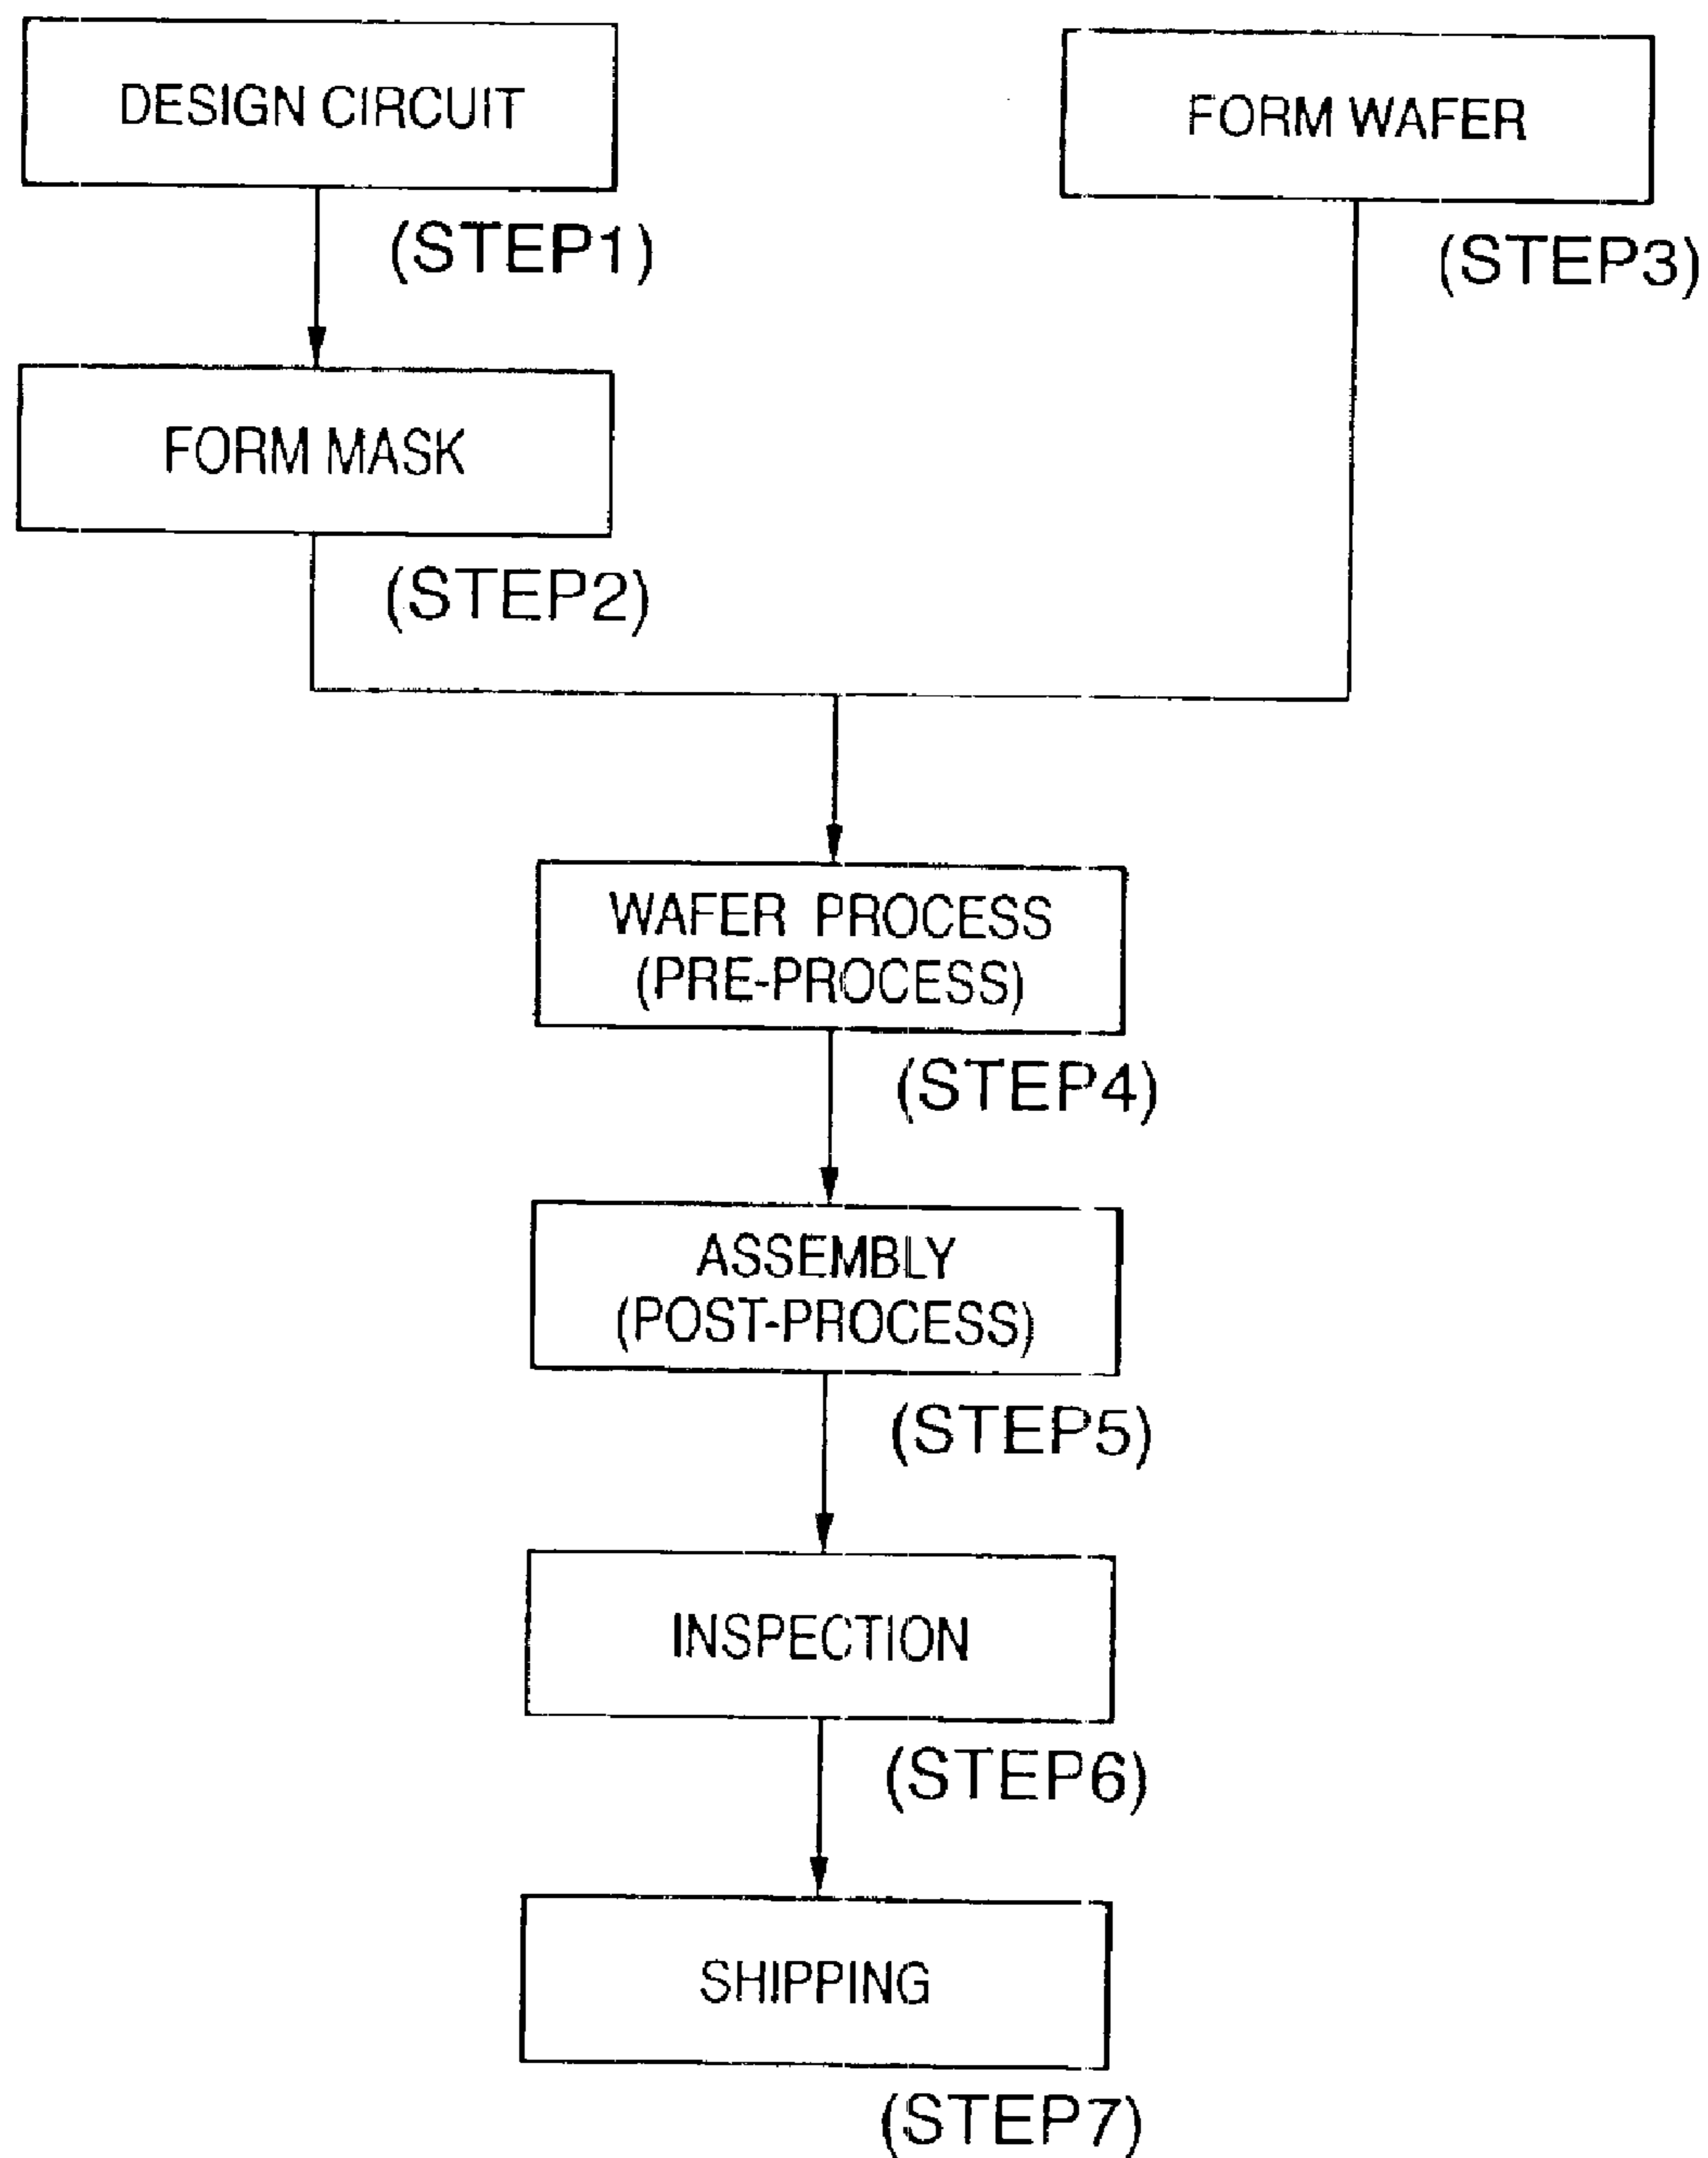 DESIGN CIRCUIT
(STEP1)
FORM MASK
(STEP2)
FORM WAFER
(STEP3)
WAFER PROCESS
(PRE-PROCESS)
(STEP4)
ASSEMBLY
(POST-PROCESS)
(STEP5)
INSPECTION
(STEP6)
SHIPPING
(STEP7)